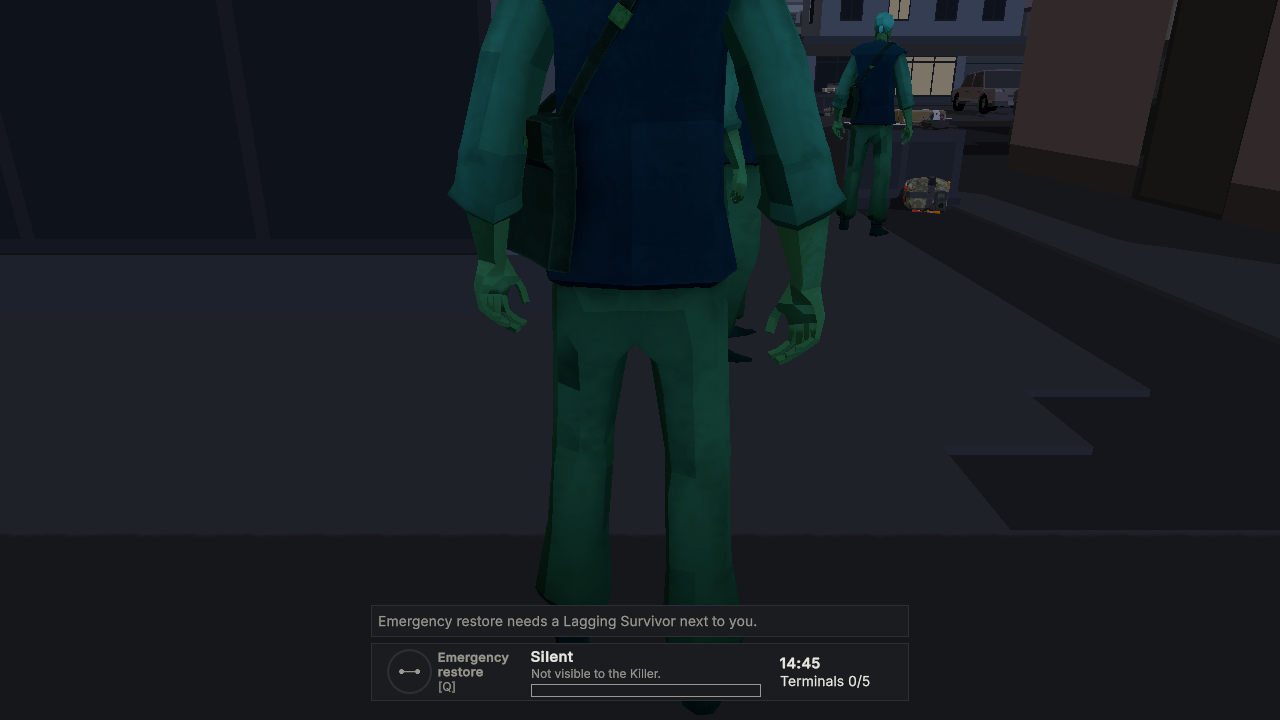 Emergency restore needs a Lagging Survivor next to you.
Emergency
restore
[Q]
Silent
Not visible to the Killer.
14:45
Terminals 0/5